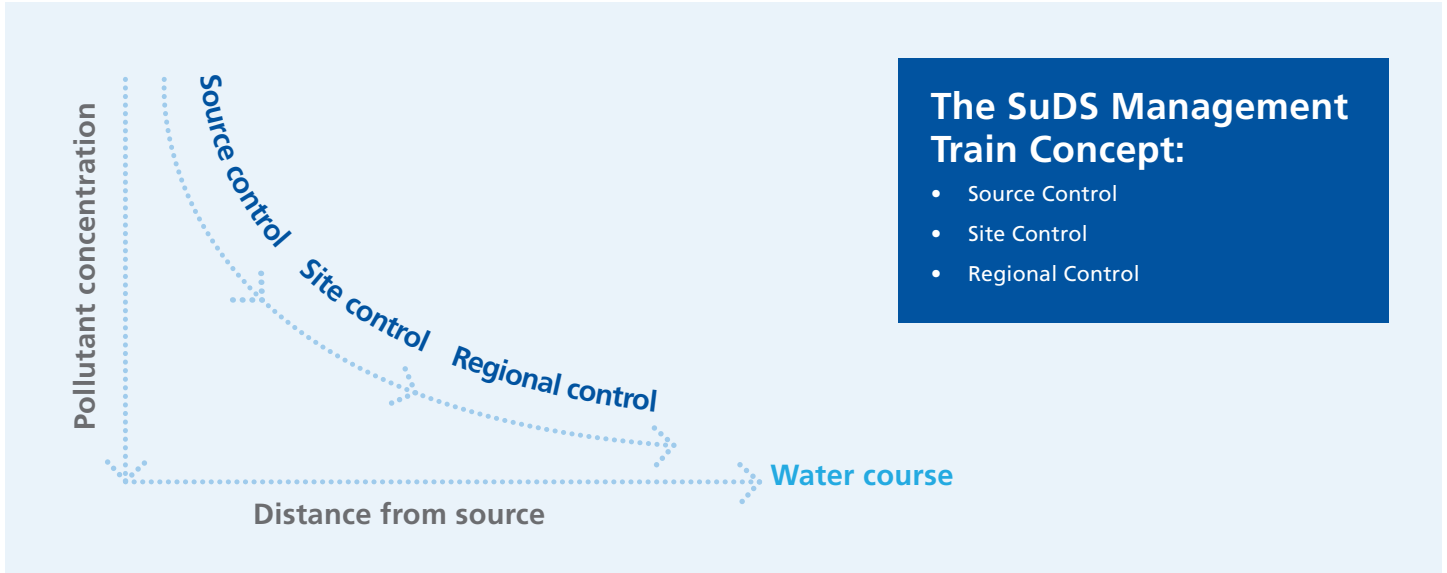 Pollutant concentration
Source control
Site control
Regional control
Water course
Distance from source
The SuDS Management
Train Concept:
• Source Control
• Site Control
• Regional Control